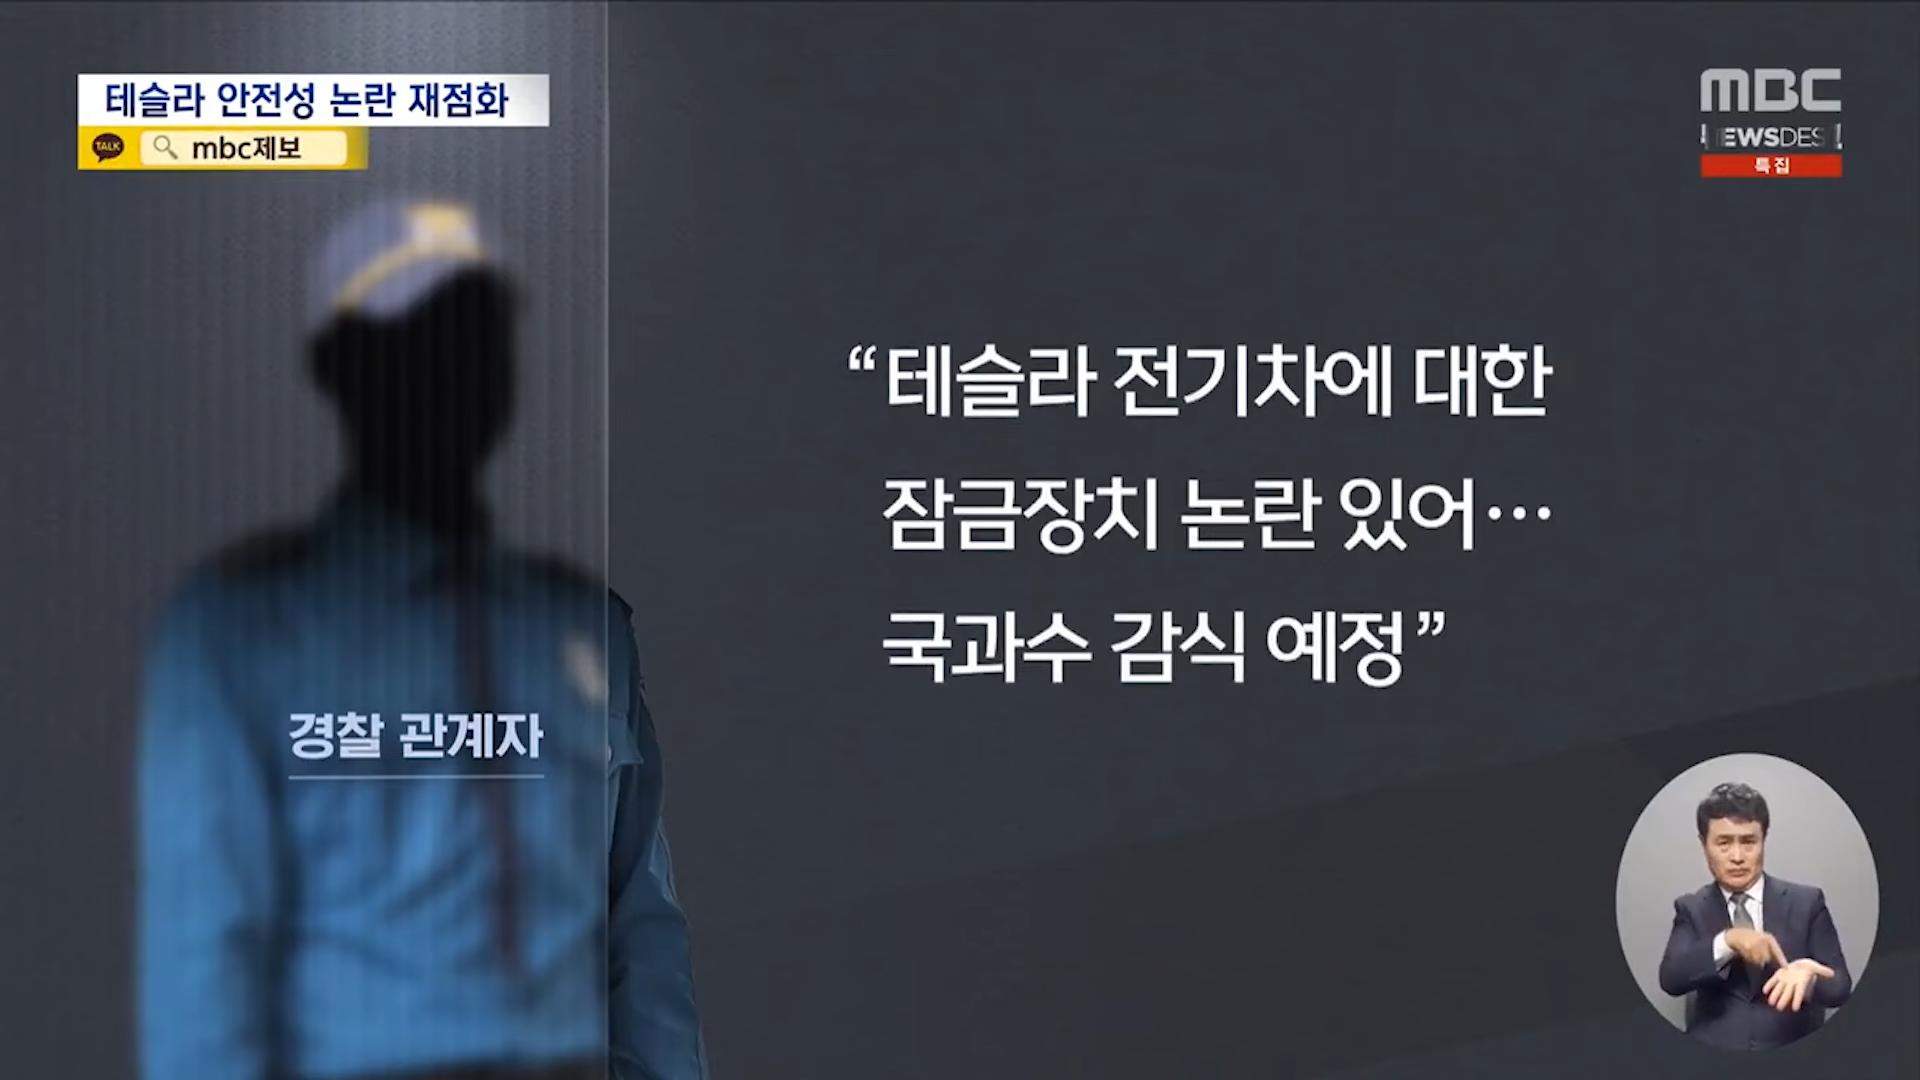 테슬라 안전성 논란 재점화
TALK
mbc제보
MBC
NEWSDESK
특집
“테슬라 전기차에 대한
잠금장치 논란 있어…
국과수 감식 예정”
경찰 관계자